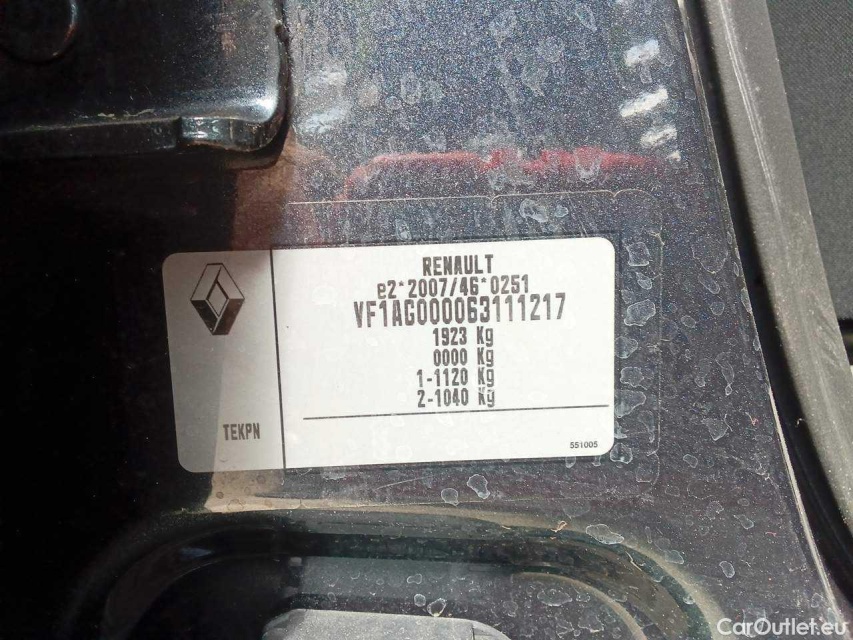 RENAULT
e2*2007/46*0251
VF1AG000063111217
1923 Kg
0000 Kg
1-1120 Kg
2-1040 Kg
TEKPN
551005
CarOutlet.eu